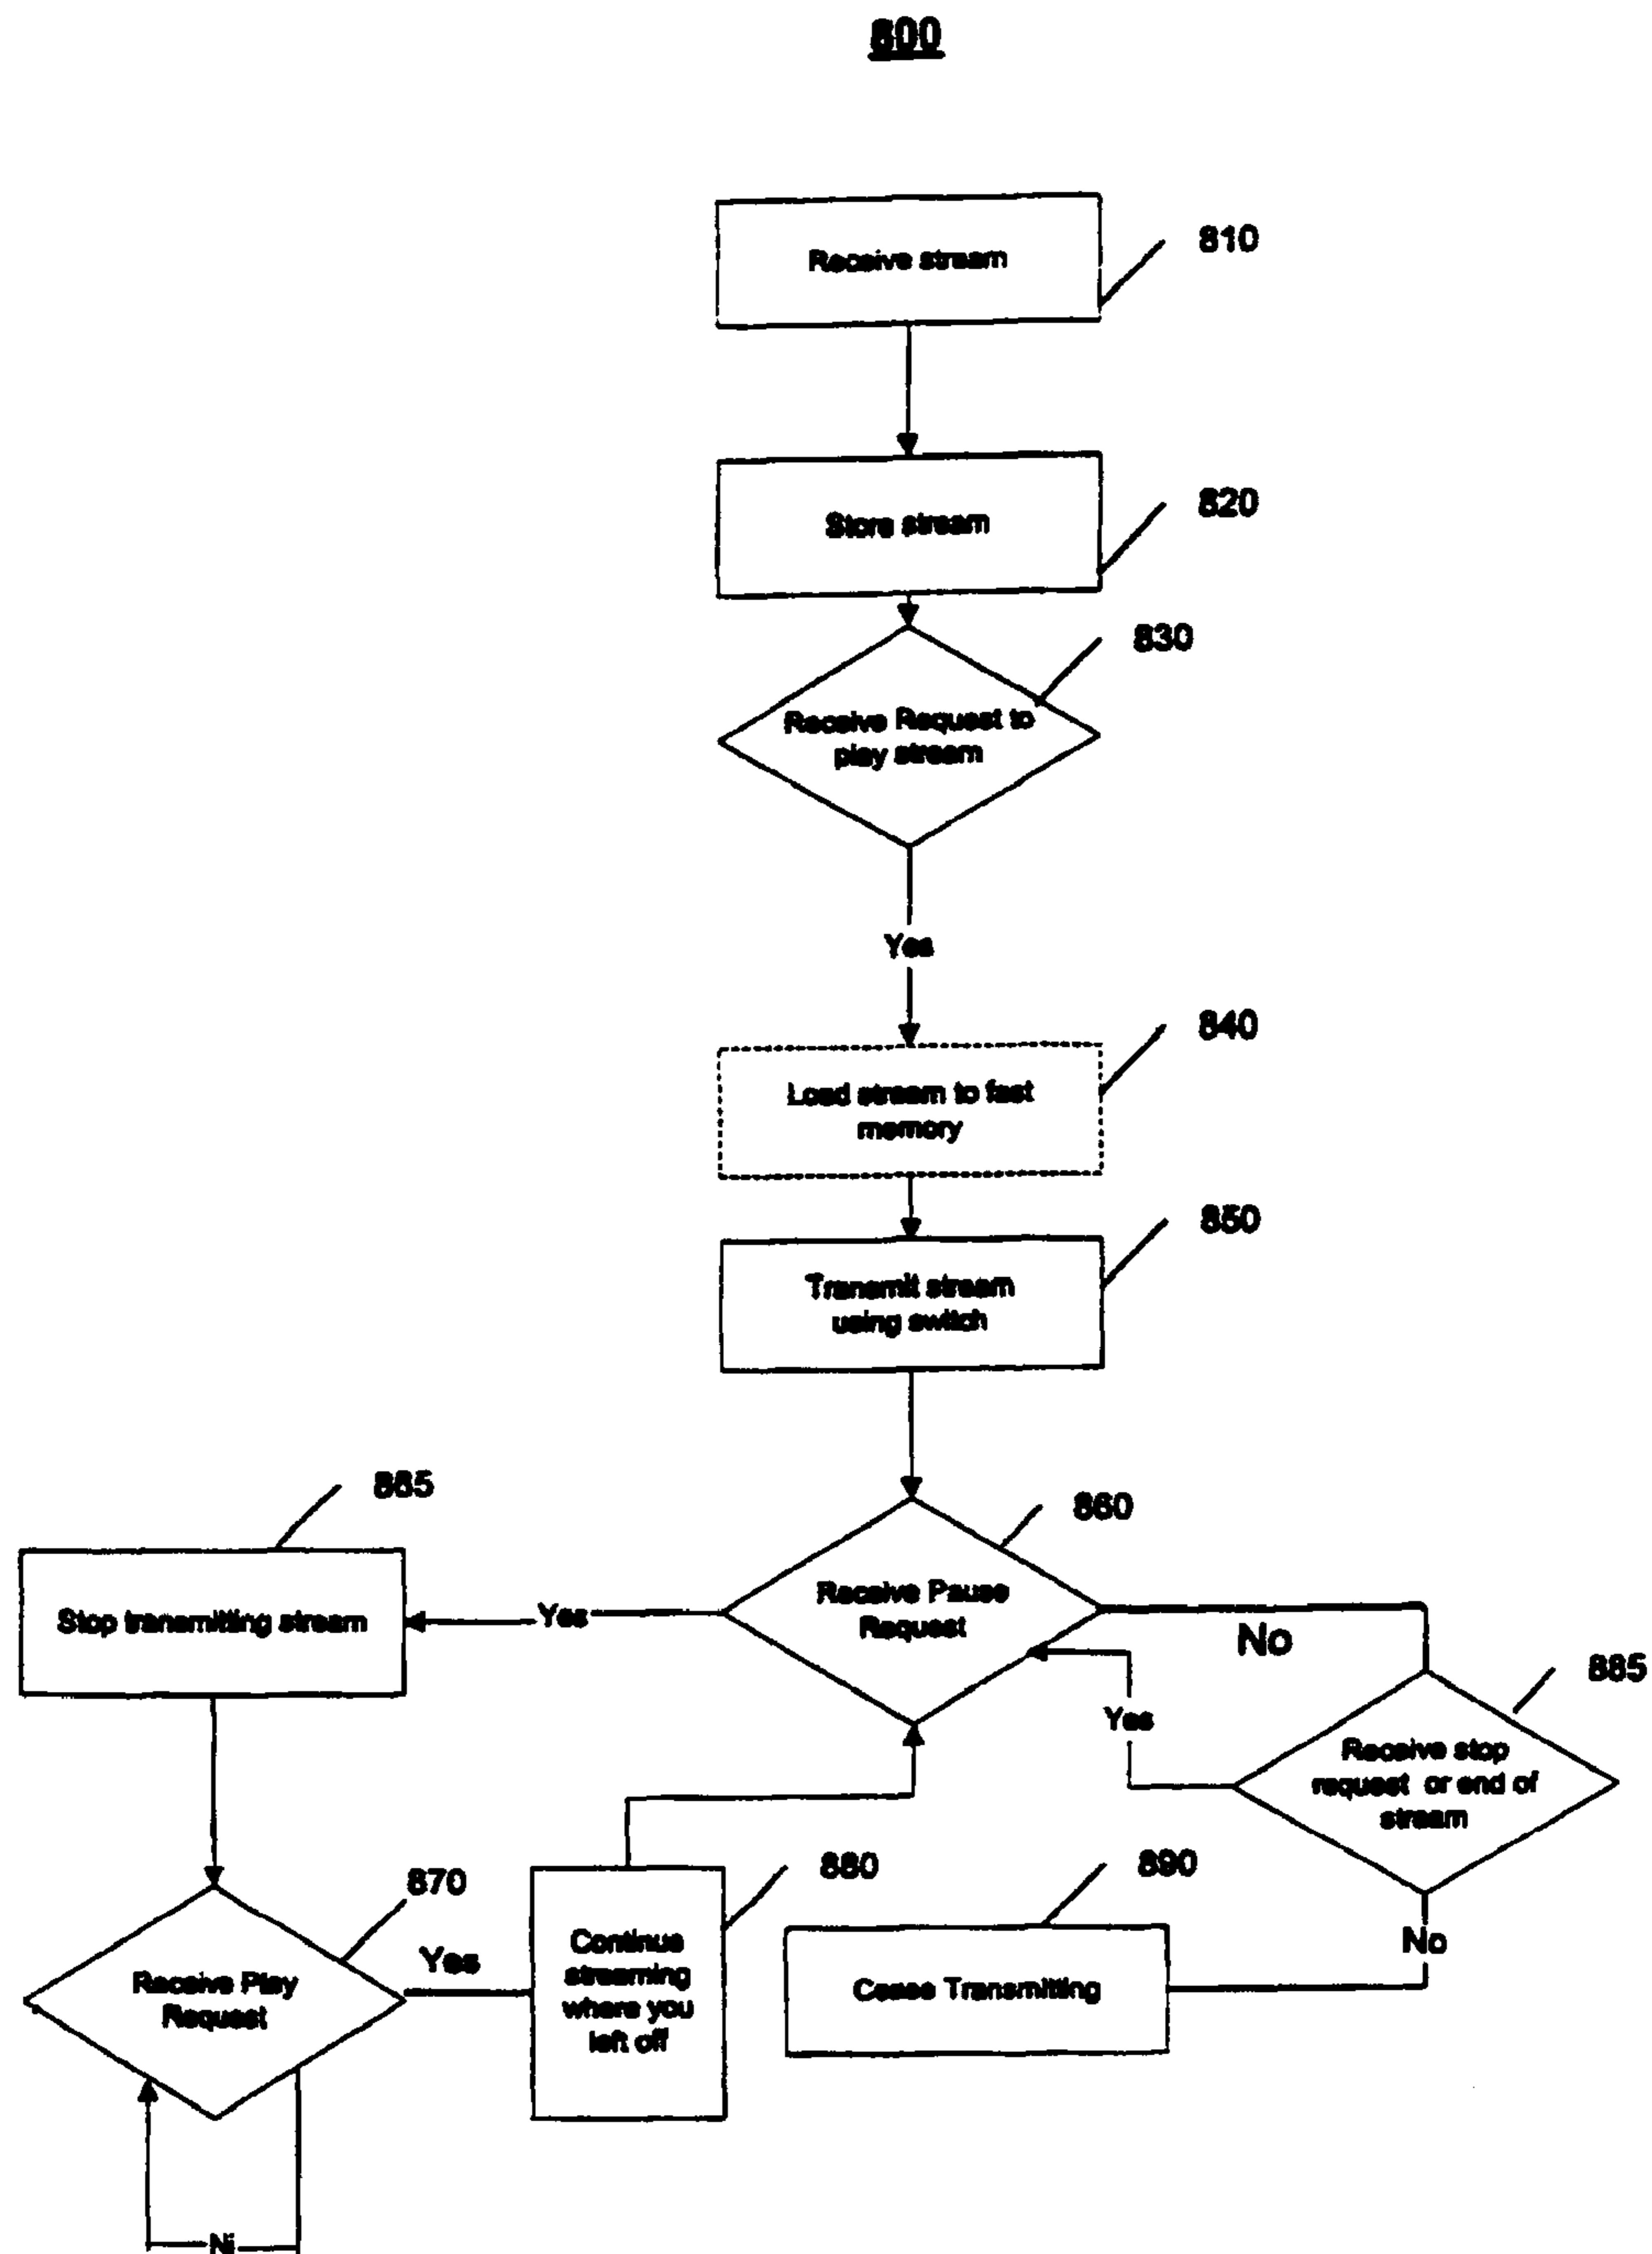 800
Receive stream
810
Store stream
820
830
Receive Request to
play stream
Yes
840
Load stream to fast
memory
850
Transmit stream
using switch
865
860
Stop transmitting stream
Yes
Receive Pause
Request
No
885
Yes
Receive stop
request or end of
stream
870
880
890
Receive Play
Request
Yes
Continue
streaming
where you
left off
Cease Transmitting
No
Ni